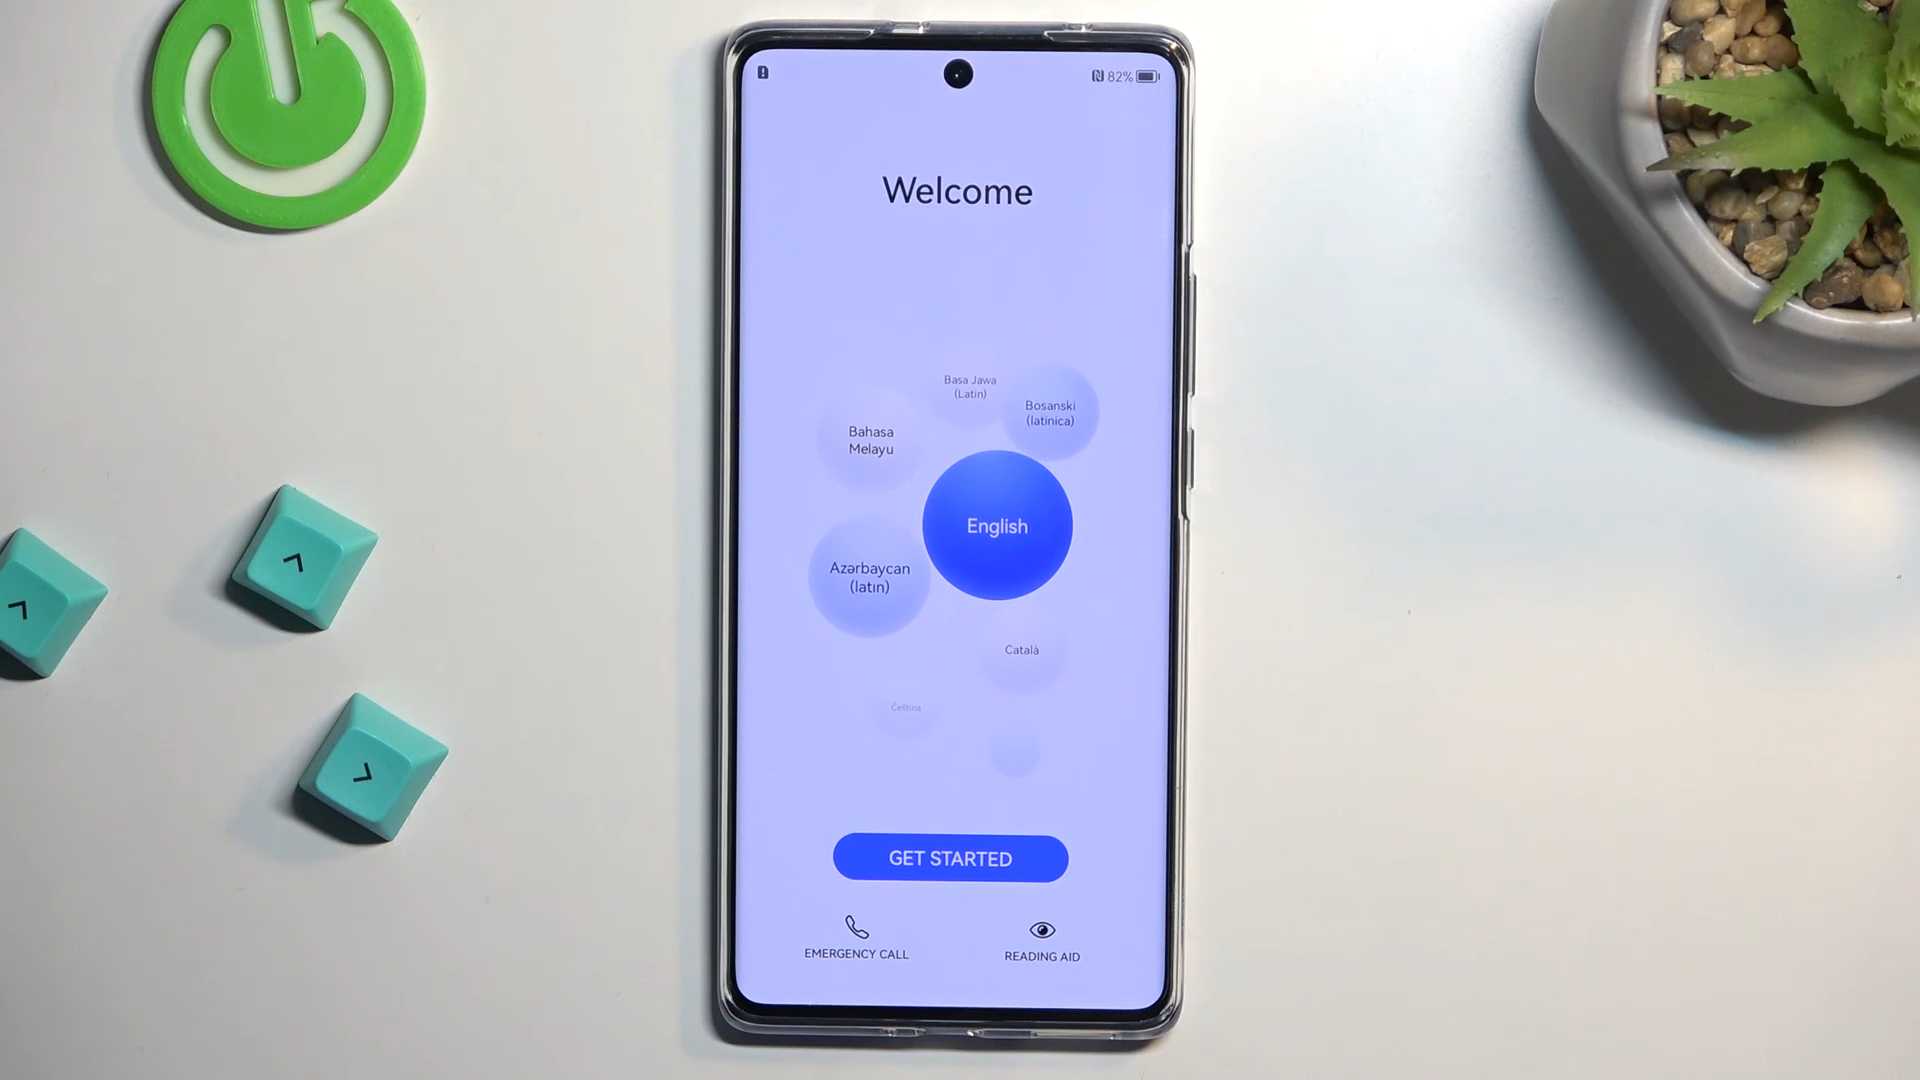 82%
Welcome
Basa Jawa
(Latin)
Bosanski
(latinica)
Bahasa
Melayu
English
Azərbaycan
(latın)
Català
Čeština
GET STARTED
EMERGENCY CALL
READING AID